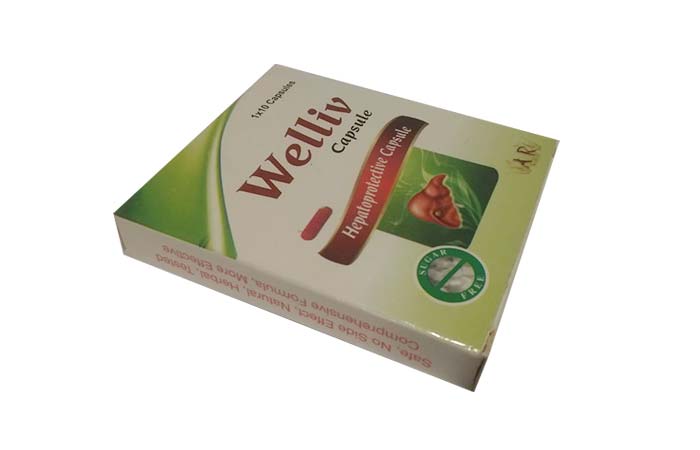 1x10 Capsules
Welliv
Capsule
Hepatoprotective Capsule
AR
SUGAR
FREE
Safe, No Side Effect, Natural, Herbal, Tested
Comprehensive Formula, More Effective